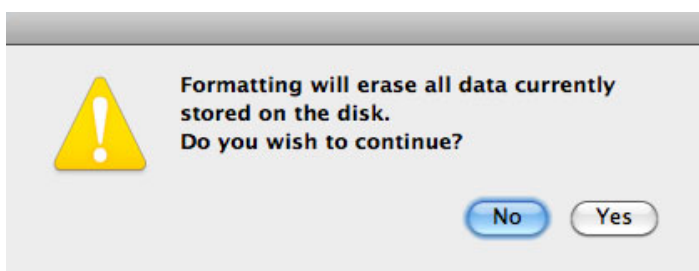 Formatting will erase all data currently
stored on the disk.
Do you wish to continue?
No Yes